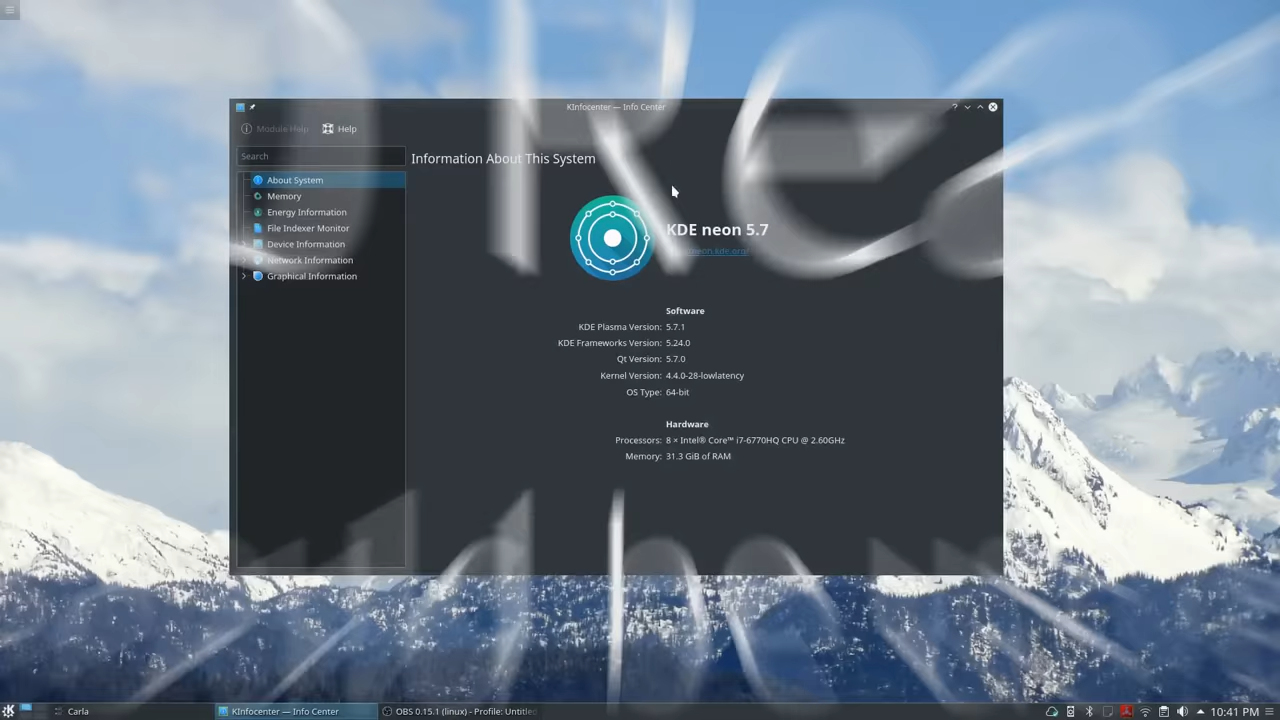 KInfocenter — Info Center
Module Help
Help
Search
Information About This System
About System
Memory
Energy Information
File Indexer Monitor
Device Information
Network Information
Graphical Information
KDE neon 5.7
neon.kde.org/
Software
KDE Plasma Version: 5.7.1
KDE Frameworks Version: 5.24.0
Qt Version: 5.7.0
Kernel Version: 4.4.0-28-lowlatency
OS Type: 64-bit
Hardware
Processors: 8 × Intel® Core™ i7-6770HQ CPU @ 2.60GHz
Memory: 31.3 GiB of RAM
Carla
KInfocenter — Info Center
OBS 0.15.1 (linux) - Profile: Untitled
10:41 PM